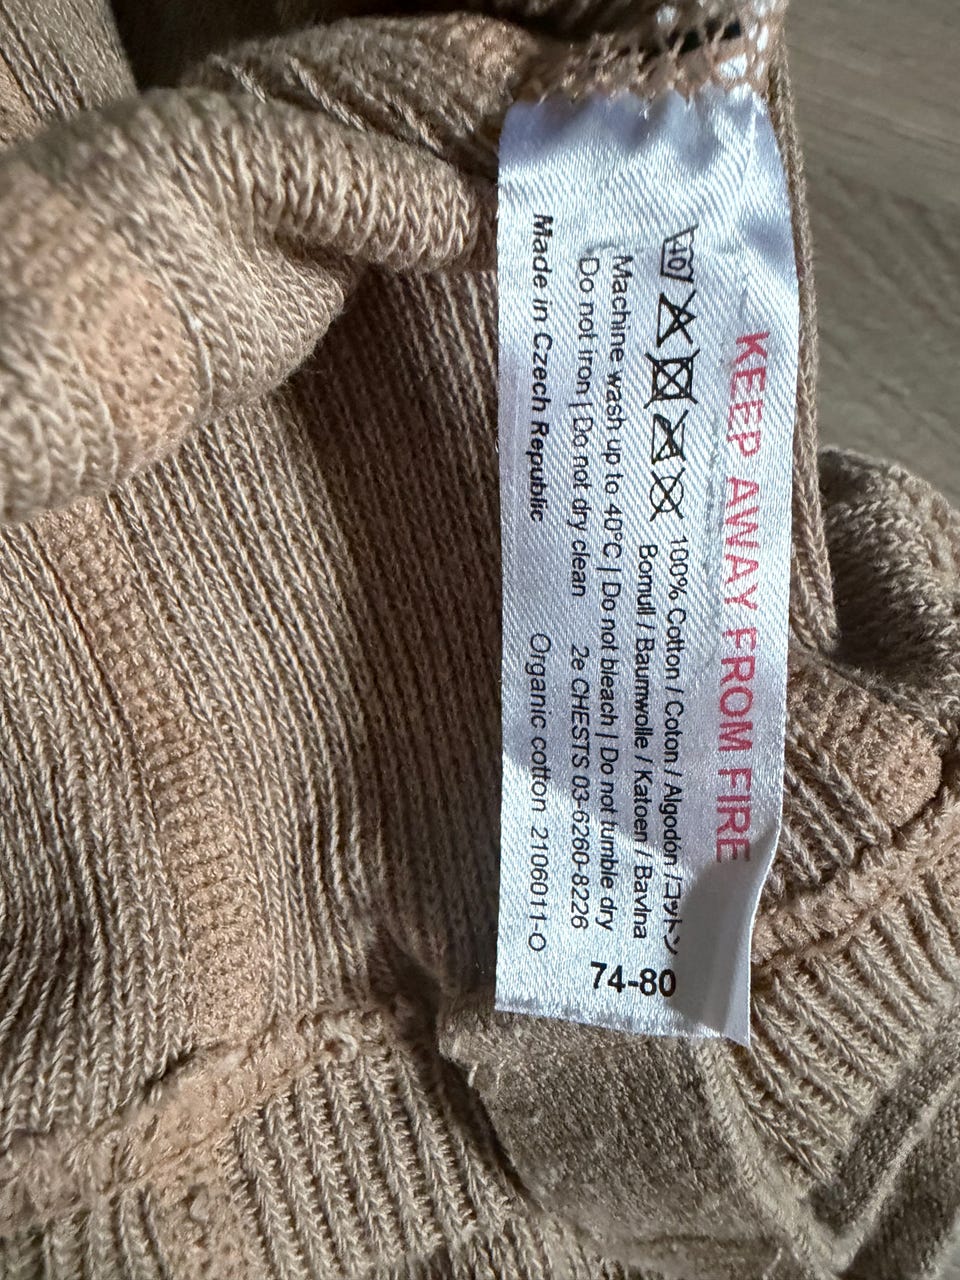 KEEP AWAY FROM FIRE
40
100% Cotton / Coton / Algodón / コットン
Bomull / Baumwolle / Katoen / Bavlna
Machine wash up to 40°C | Do not bleach | Do not tumble dry
Do not iron | Do not dry clean
2e CHESTS 03-6260-8226
Made in Czech Republic
Organic cotton 2106011-O
74-80